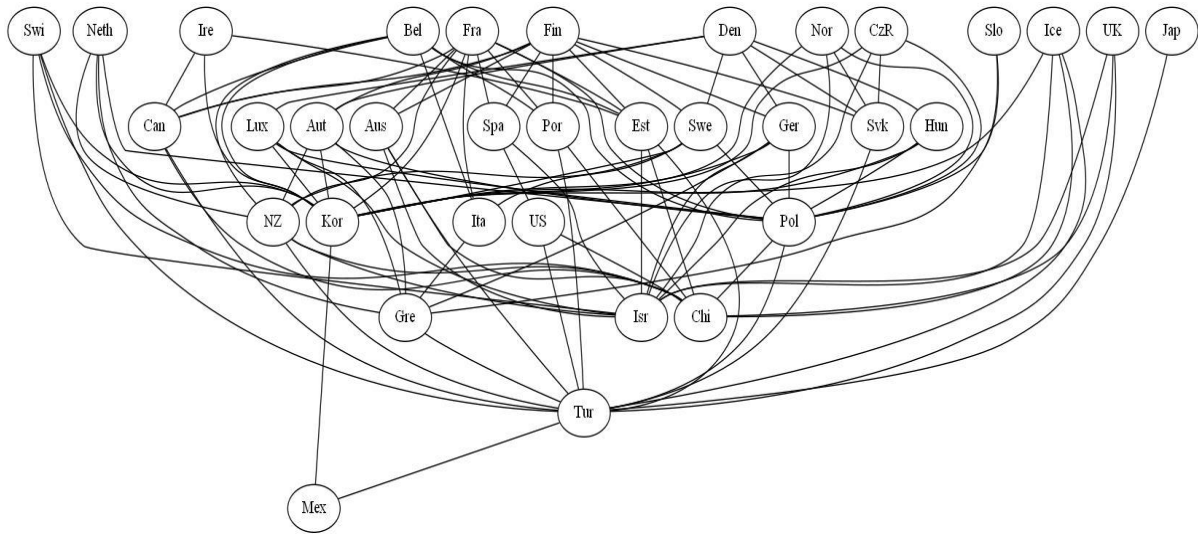 Swi Neth Ire Bel Fra Fin Den Nor CzR Slo Ice UK Jap
Can Lux Aut Aus Spa Por Est Swe Ger Svk Hun
NZ Kor Ita US Pol
Gre Isr Chi
Tur
Mex